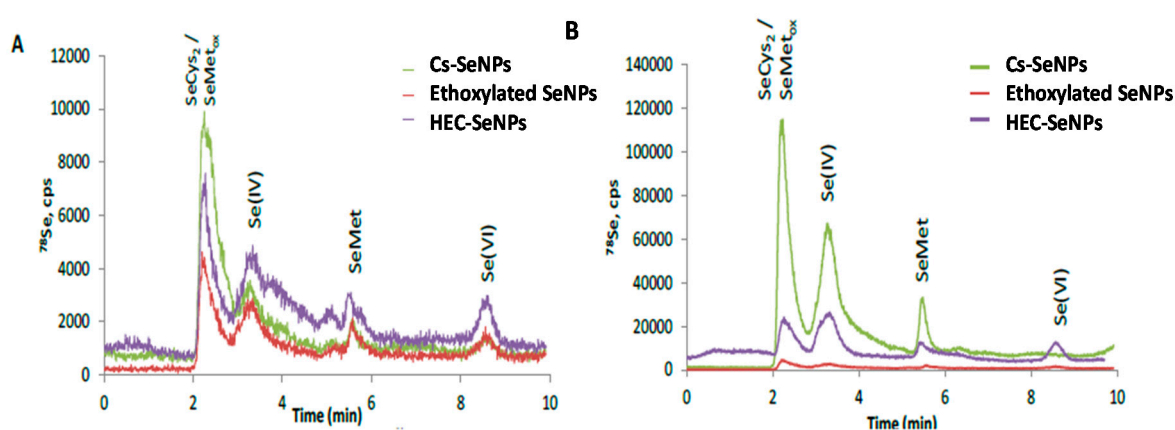 A
SeCys₂ /
SeMetₒₓ
Cs-SeNPs
Ethoxylated SeNPs
HEC-SeNPs
Se(IV)
SeMet
Se(VI)
⁷⁸Se, cps
12000
10000
8000
6000
4000
2000
0
0 2 4 6 8 10
Time (min)
B
SeCys₂ /
SeMetₒₓ
Cs-SeNPs
Ethoxylated SeNPs
HEC-SeNPs
Se(IV)
SeMet
Se(VI)
⁷⁸Se, cps
140000
120000
100000
80000
60000
40000
20000
0
0 2 4 6 8 10
Time (min)